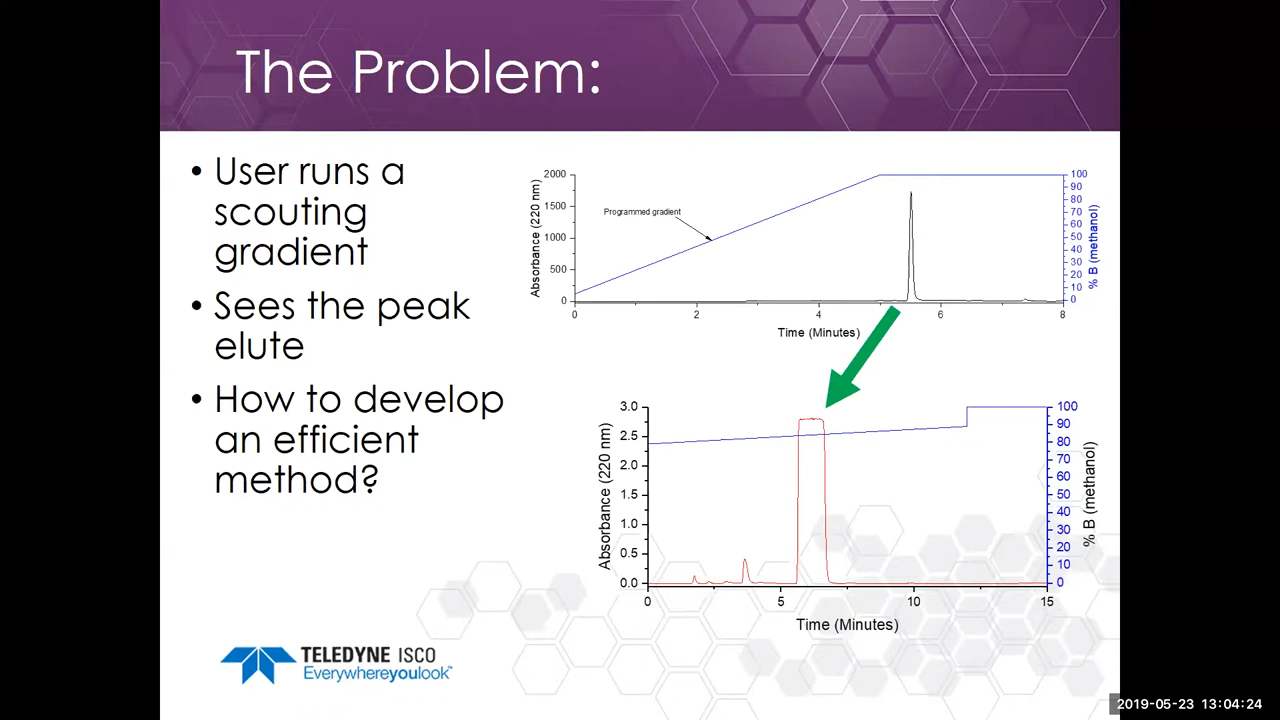 The Problem:
• User runs a
scouting
gradient
• Sees the peak
elute
• How to develop
an efficient
method?
2000
1500
1000
500
0
Absorbance (220 nm)
Programmed gradient
100
90
80
70
60
50
40
30
20
10
0
% B (methanol)
0 2 4 6 8
Time (Minutes)
3.0
2.5
2.0
1.5
1.0
0.5
0.0
Absorbance (220 nm)
100
90
80
70
60
50
40
30
20
10
0
% B (methanol)
0 5 10 15
Time (Minutes)
TELEDYNE ISCO
Everywhereyoulook™
2019-05-23 13:04:24